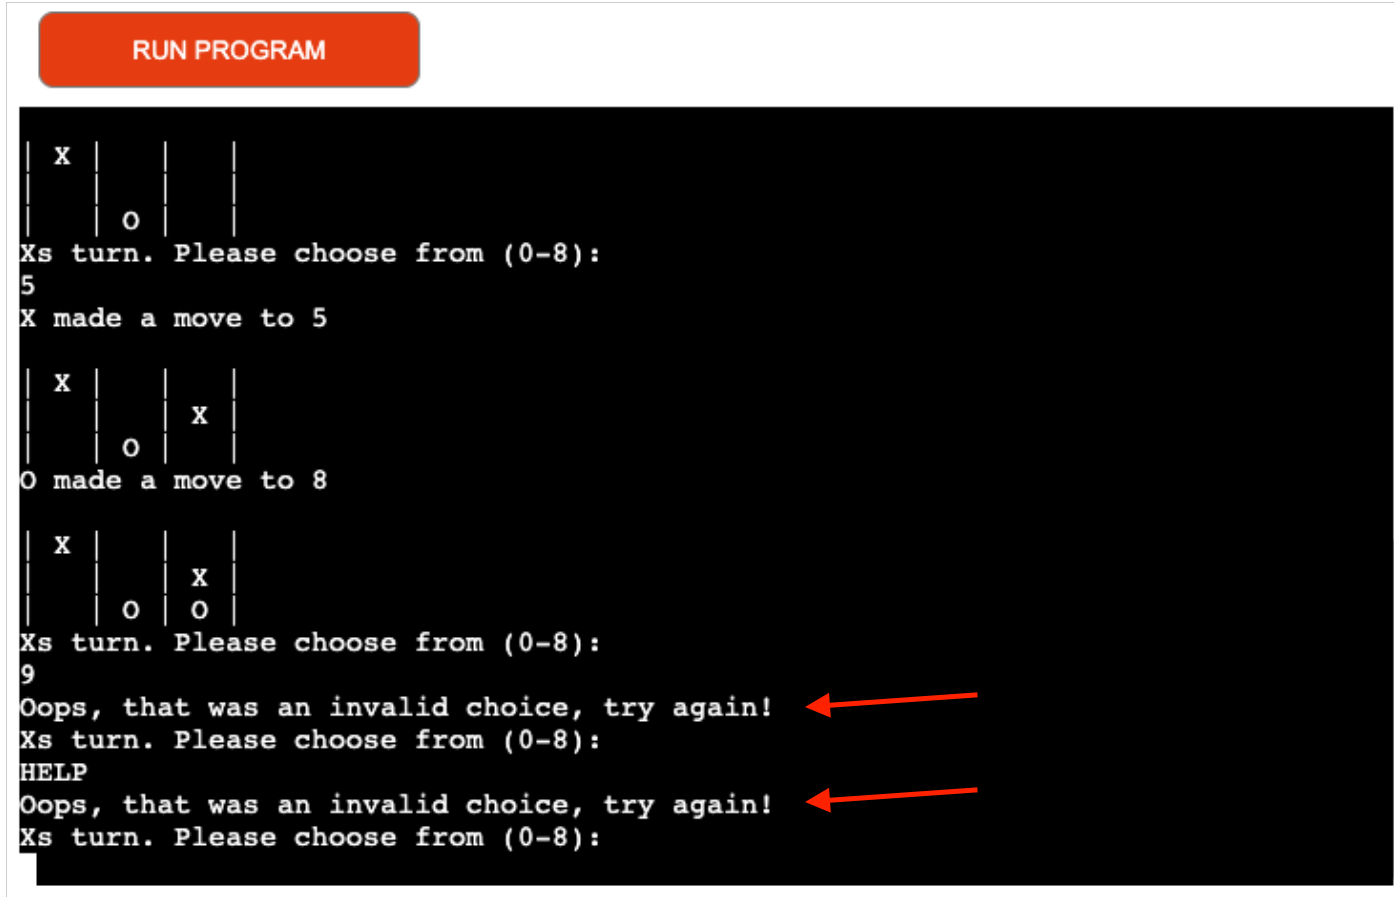 RUN PROGRAM
| X |   |   |
|   |   |   |
|   | O |   |
Xs turn. Please choose from (0-8):
5
X made a move to 5
| X |   |   |
|   |   | X |
|   | O |   |
O made a move to 8
| X |   |   |
|   |   | X |
|   | O | O |
Xs turn. Please choose from (0-8):
9
Oops, that was an invalid choice, try again!
Xs turn. Please choose from (0-8):
HELP
Oops, that was an invalid choice, try again!
Xs turn. Please choose from (0-8):